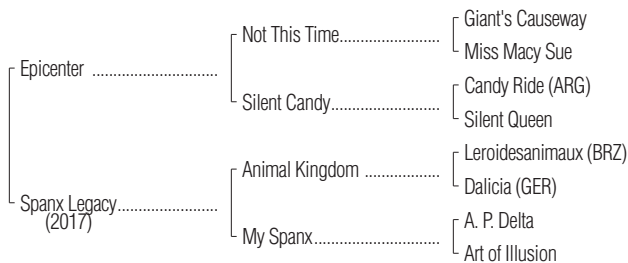 Giant's Causeway
Not This Time
Miss Macy Sue
Epicenter
Candy Ride (ARG)
Silent Candy
Silent Queen
Leroidesanimaux (BRZ)
Animal Kingdom
Dalicia (GER)
Spanx Legacy
(2017)
A. P. Delta
My Spanx
Art of Illusion